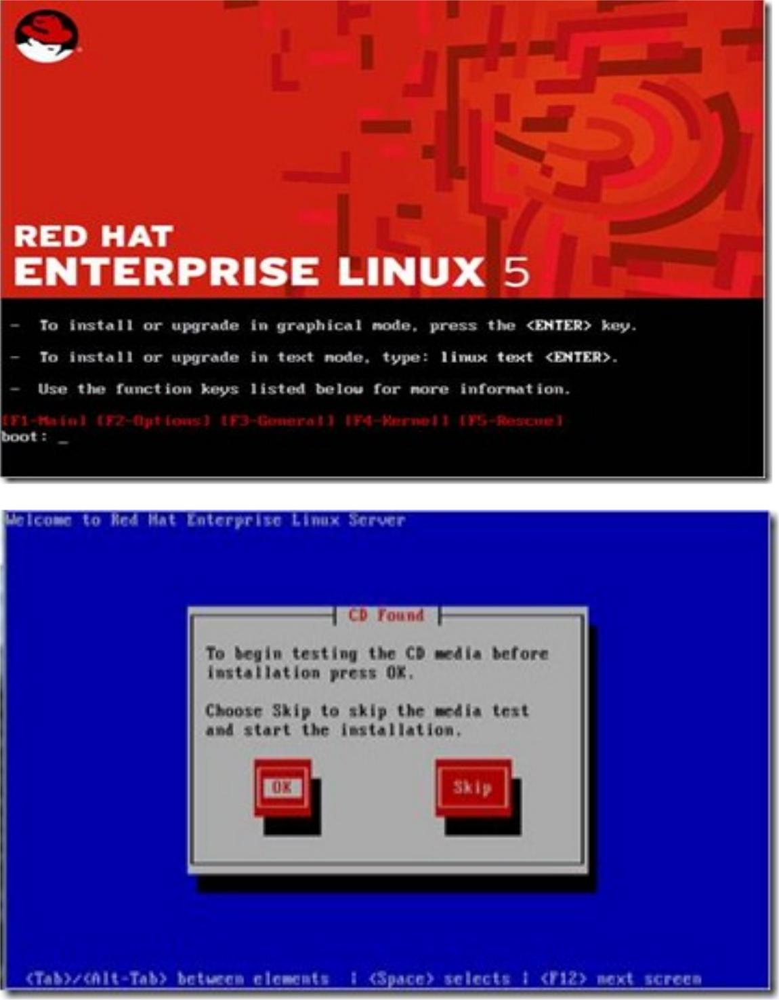 RED HAT
ENTERPRISE LINUX 5
- To install or upgrade in graphical mode, press the <ENTER> key.
- To install or upgrade in text mode, type: linux text <ENTER>.
- Use the function keys listed below for more information.
[F1-Main] [F2-Options] [F3-General] [F4-Kernel] [F5-Rescue]
boot: _
Welcome to Red Hat Enterprise Linux Server
CD Found
To begin testing the CD media before
installation press OK.
Choose Skip to skip the media test
and start the installation.
OK Skip
<Tab>/<Alt-Tab> between elements | <Space> selects | <F12> next screen